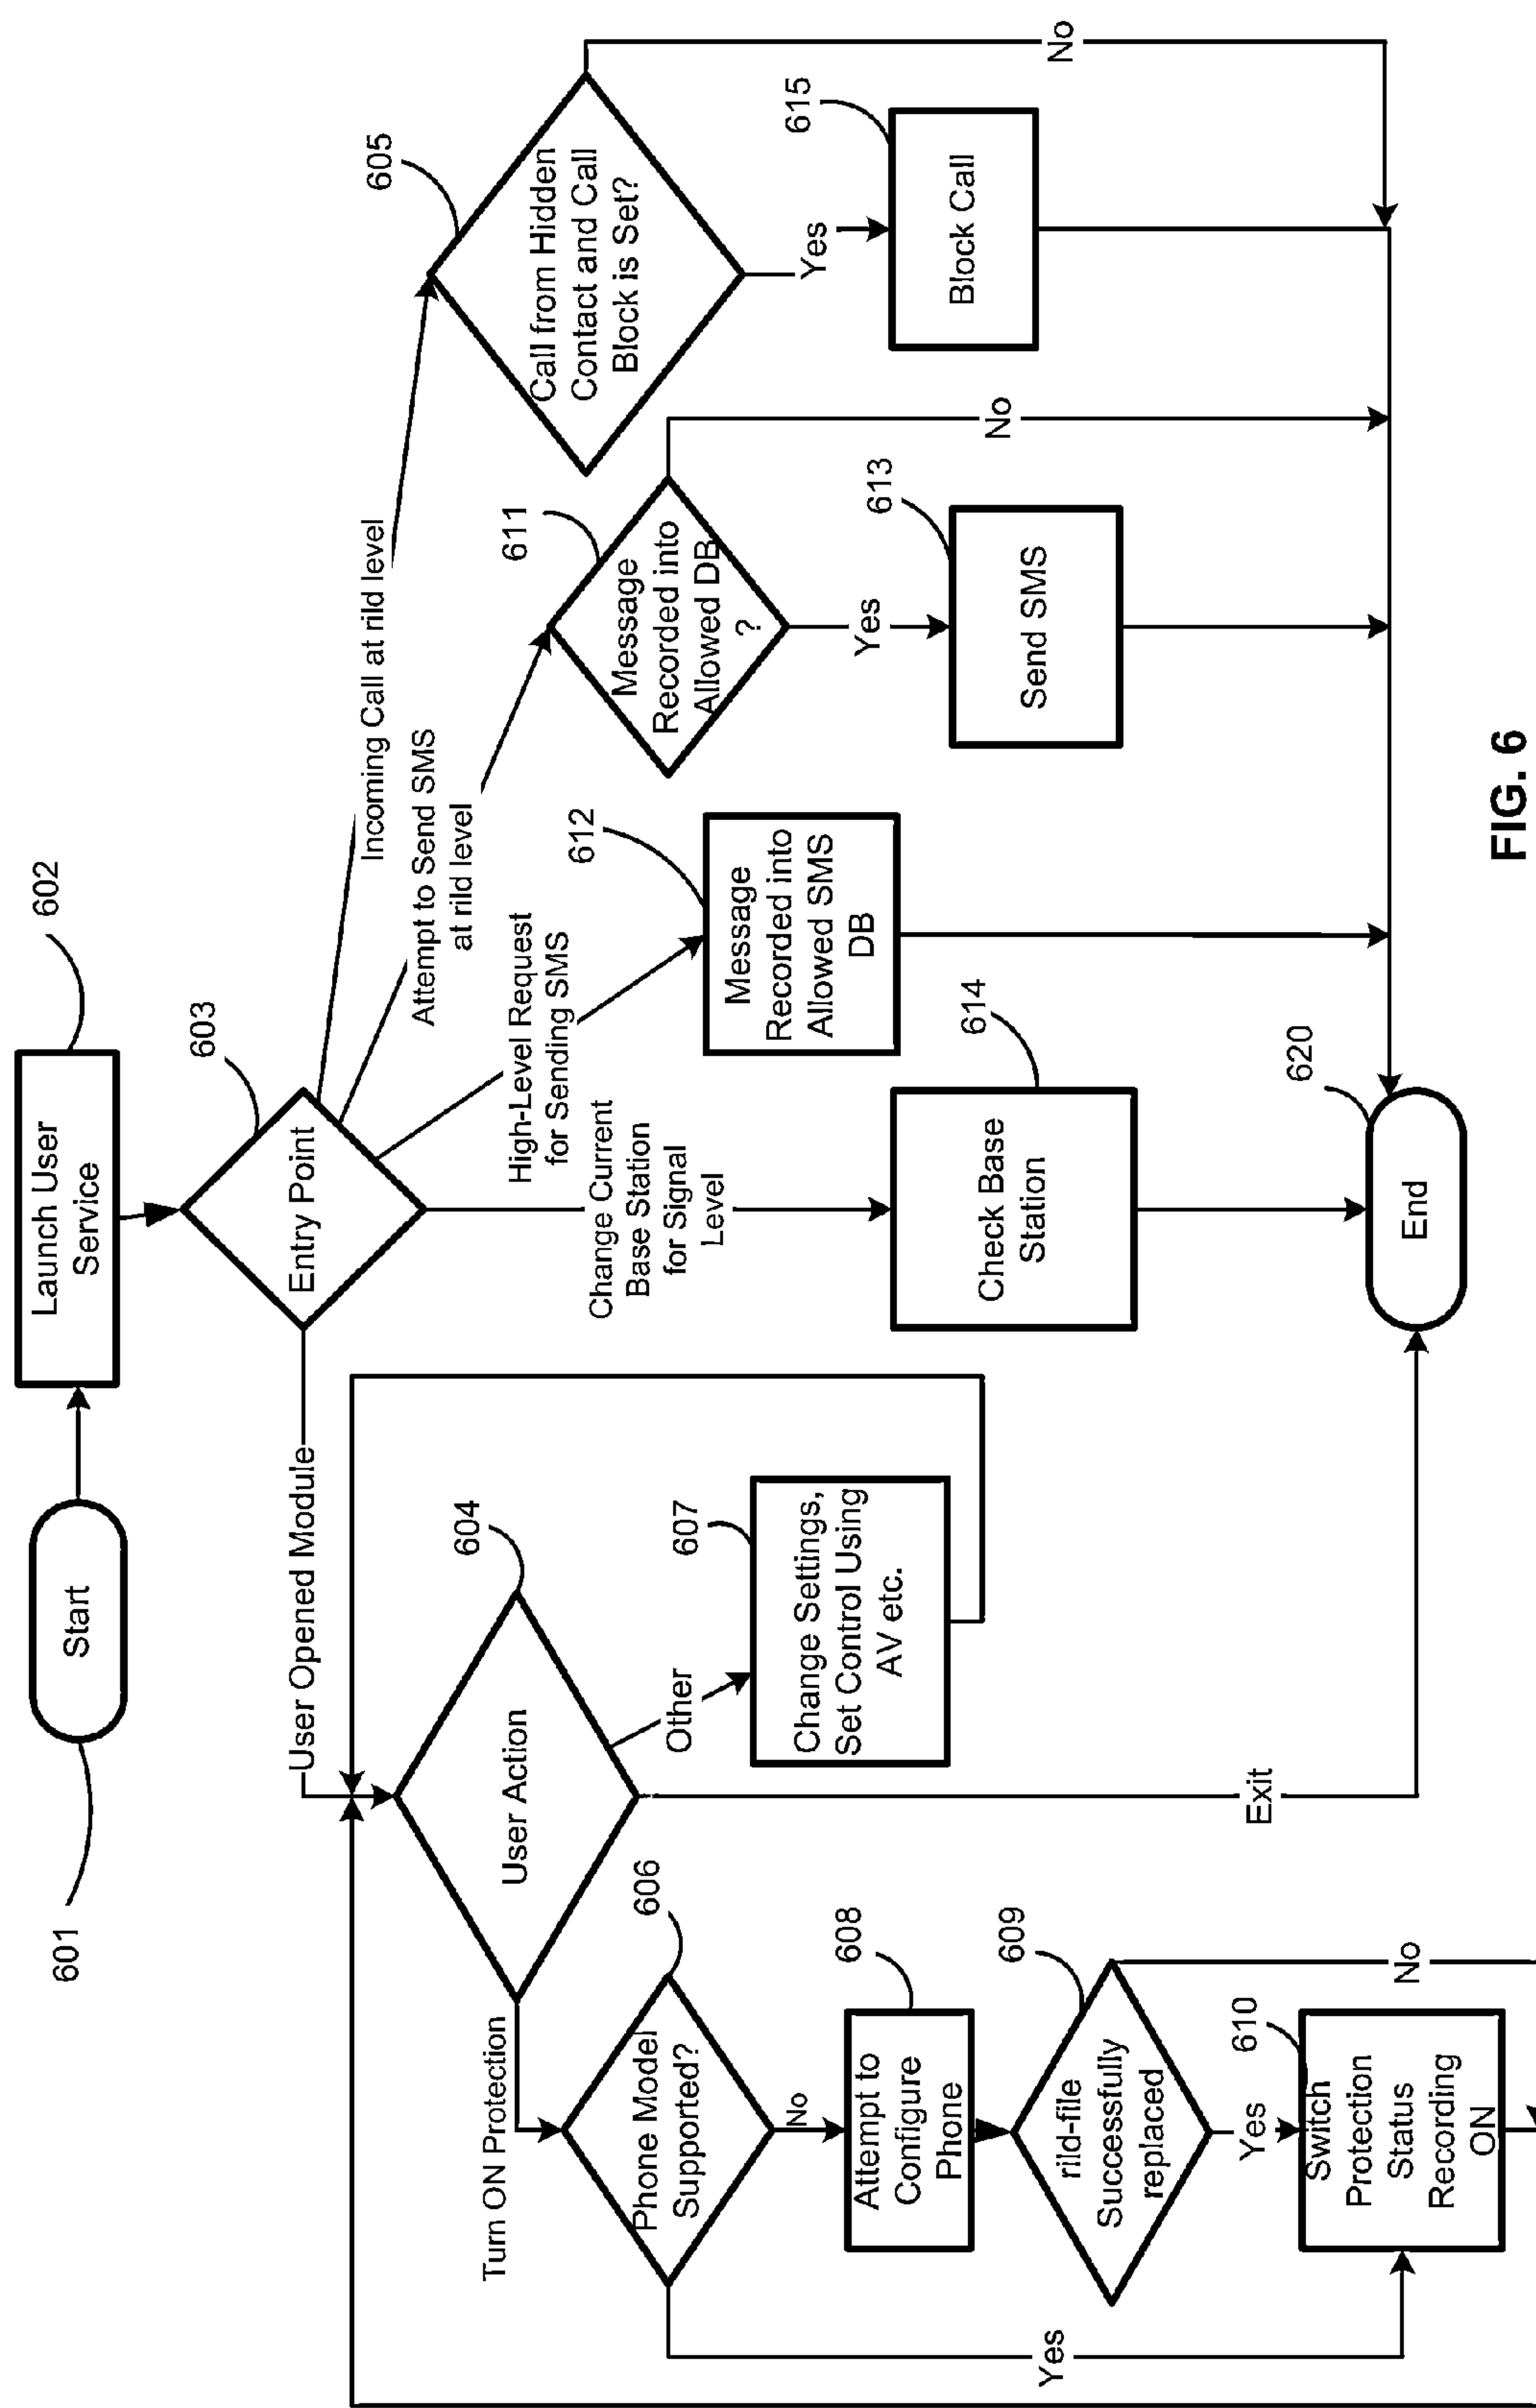 601
Start
Launch User
Service
602
603
Entry Point
User Opened Module
Incoming Call at rild level
Attempt to Send SMS
at rild level
High-Level Request
for Sending SMS
Change Current
Base Station
for Signal
Level
604
User Action
Turn ON Protection
Other
Exit
606
Phone Model
Supported?
No
Yes
607
Change Settings,
Set Control Using
AV etc.
608
Attempt to
Configure
Phone
609
rild-file
Successfully
replaced
Yes
No
610
Switch
Protection
Status
Recording
ON
614
Check Base
Station
612
Message
Recorded into
Allowed SMS
DB
611
Message
Recorded into
Allowed DB
?
Yes
No
613
Send SMS
605
Call from Hidden
Contact and Call
Block is Set?
Yes
No
615
Block Call
620
End
FIG. 6